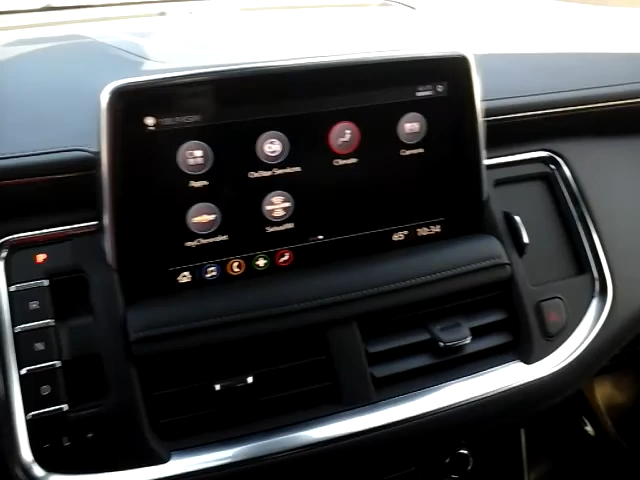 Apps
OnStar Services
Climate
Camera
myChevrolet
SiriusXM
65° 10:34
P
R
N
D